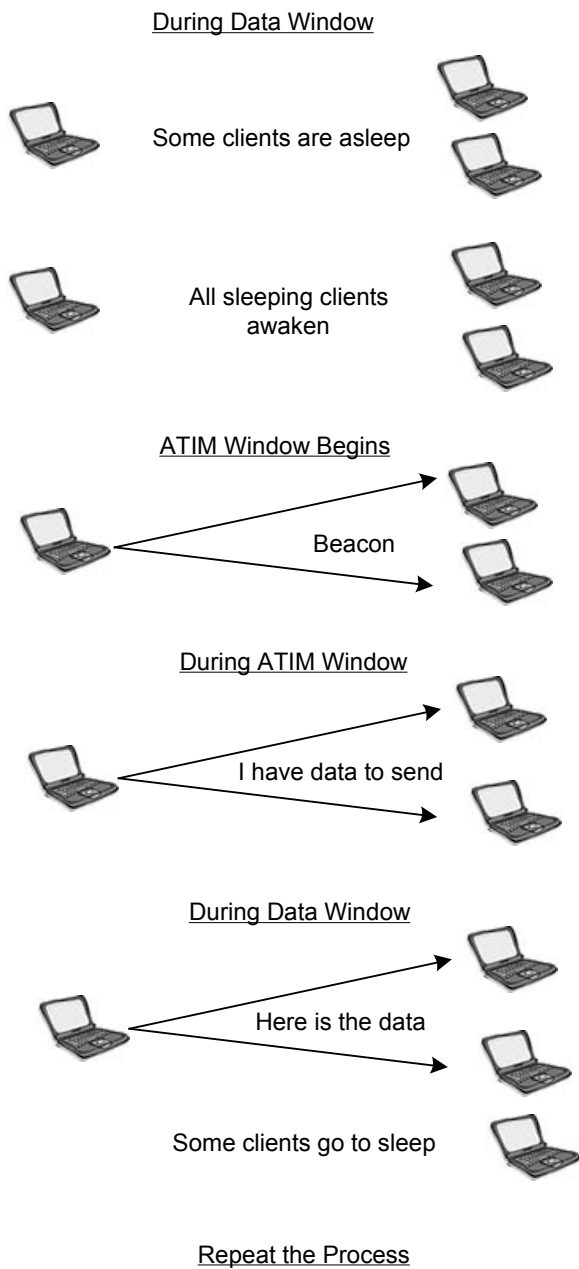 During Data Window
Some clients are asleep
All sleeping clients
awaken
ATIM Window Begins
Beacon
During ATIM Window
I have data to send
During Data Window
Here is the data
Some clients go to sleep
Repeat the Process